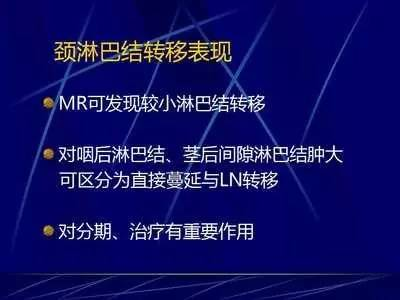 颈淋巴结转移表现
MR可发现较小淋巴结转移
对咽后淋巴结、茎后间隙淋巴结肿大
可区分为直接蔓延与LN转移
对分期、治疗有重要作用